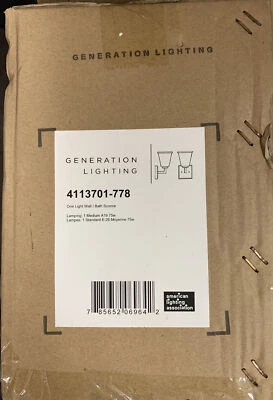 GENERATION LIGHTING
GENERATION
LIGHTING
4113701-778
One Light Wall / Bath Sconce
Lamping: 1 Medium A19 75w
Lampes: 1 Standard E-26 Moyenne 75w
american
lighting
association
7 85652 06964 2